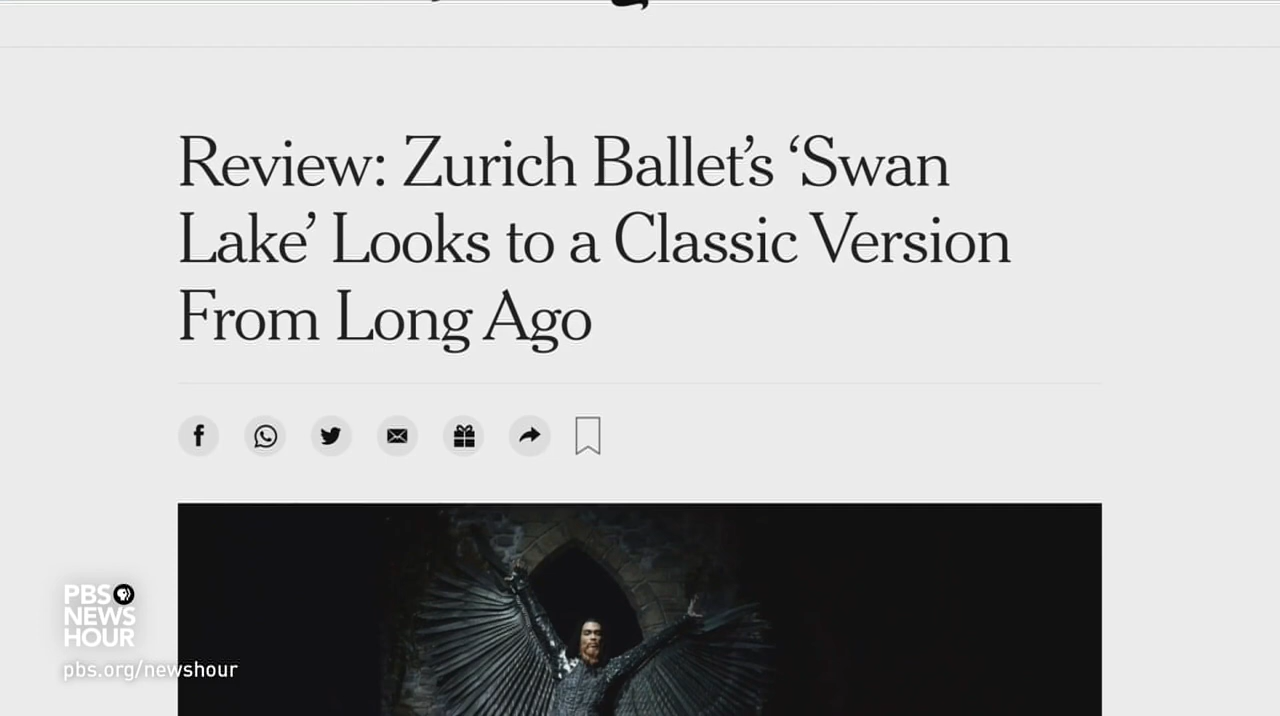 Review: Zurich Ballet’s ‘Swan
Lake’ Looks to a Classic Version
From Long Ago
PBS
NEWS
HOUR
pbs.org/newshour